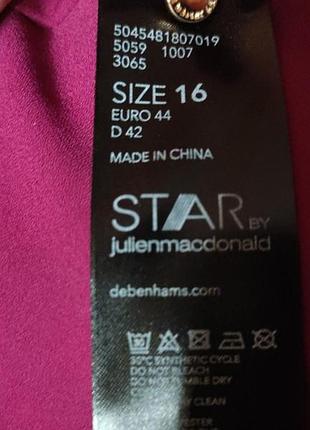 5045481807019
5059 1007
3065
SIZE 16
EURO 44
D 42
MADE IN CHINA
STAR BY
julienmacdonald
debenhams.com
30°C SYNTHETIC CYCLE
DO NOT BLEACH
DO NOT TUMBLE DRY
CLEAN